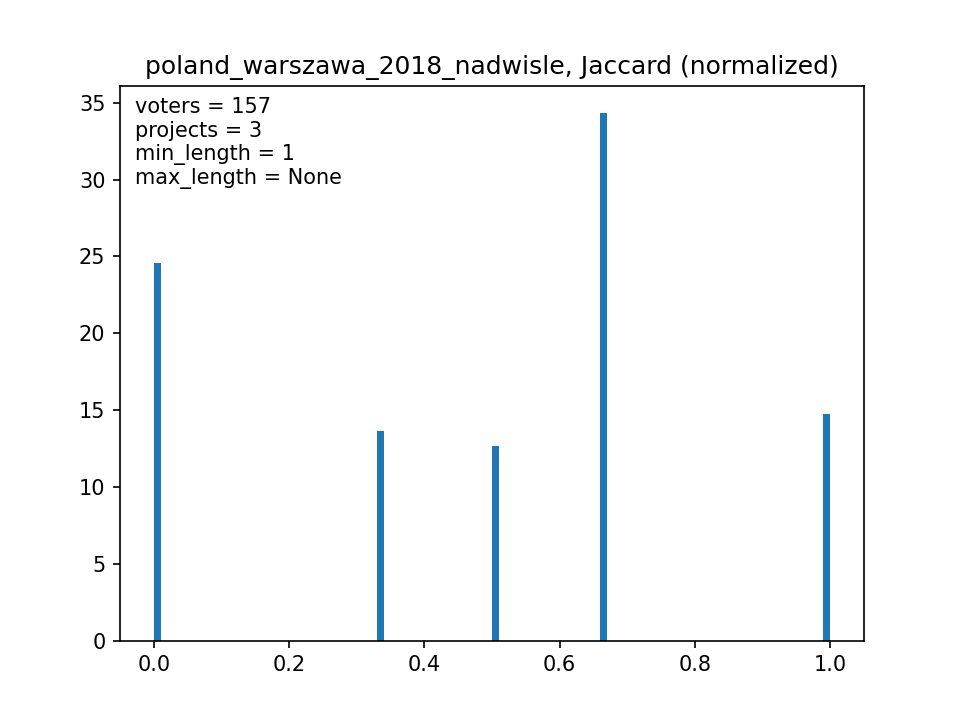 poland_warszawa_2018_nadwisle, Jaccard (normalized)
35
30
25
20
15
10
5
0
voters = 157
projects = 3
min_length = 1
max_length = None
0.0 0.2 0.4 0.6 0.8 1.0